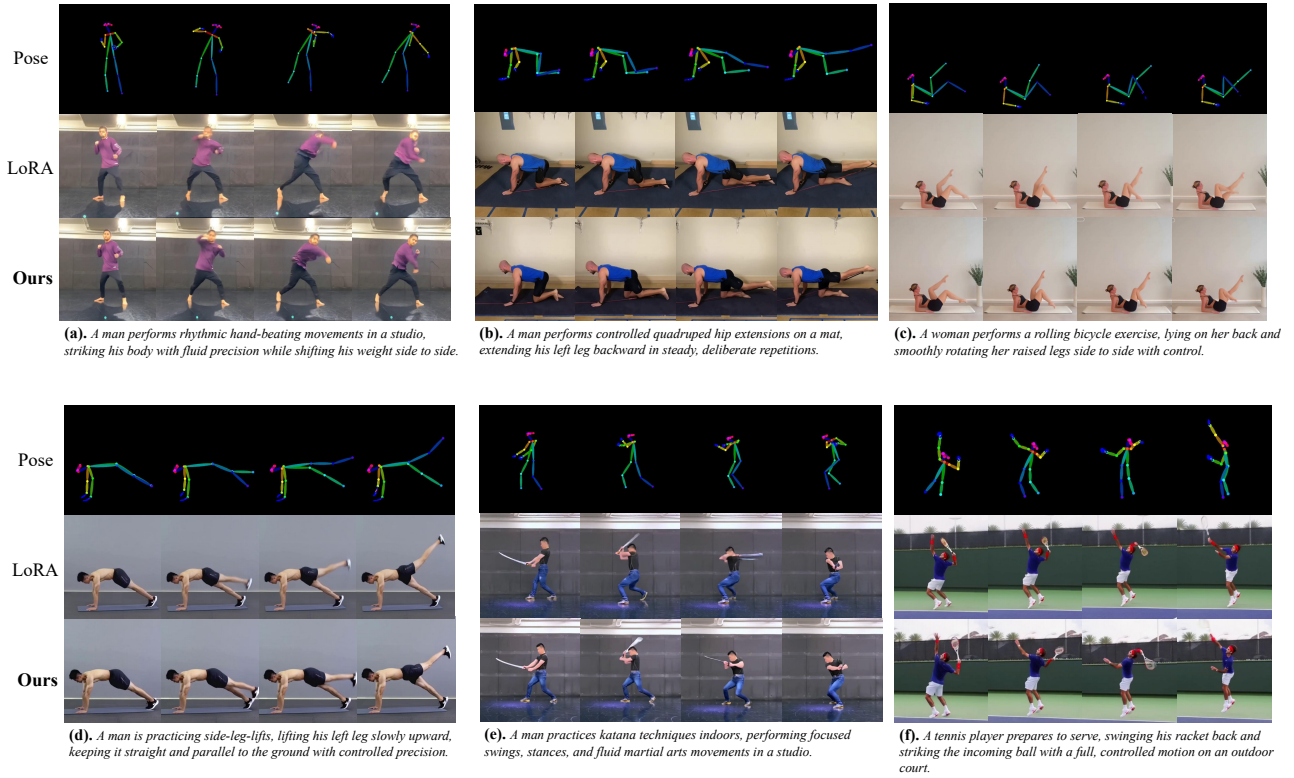 Pose
LoRA
Ours
(a). A man performs rhythmic hand-beating movements in a studio,
striking his body with fluid precision while shifting his weight side to side.
(b). A man performs controlled quadruped hip extensions on a mat,
extending his left leg backward in steady, deliberate repetitions.
(c). A woman performs a rolling bicycle exercise, lying on her back and
smoothly rotating her raised legs side to side with control.
Pose
LoRA
Ours
(d). A man is practicing side-leg-lifts, lifting his left leg slowly upward,
keeping it straight and parallel to the ground with controlled precision.
(e). A man practices katana techniques indoors, performing focused
swings, stances, and fluid martial arts movements in a studio.
(f). A tennis player prepares to serve, swinging his racket back and
striking the incoming ball with a full, controlled motion on an outdoor
court.